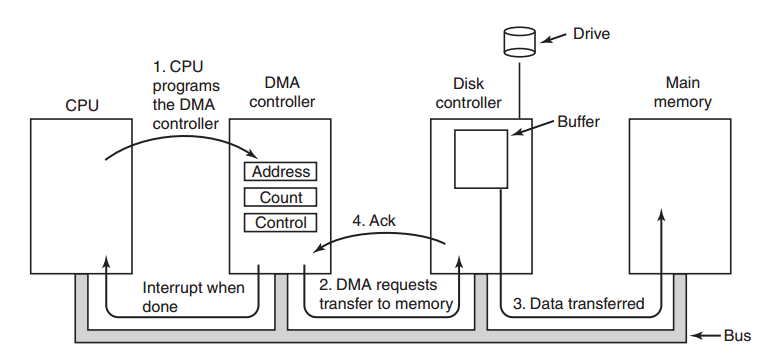 Drive
1. CPU
programs
the DMA
controller
DMA
controller
Disk
controller
Main
memory
CPU
Buffer
Address
Count
Control
4. Ack
Interrupt when
done
2. DMA requests
transfer to memory
3. Data transferred
Bus